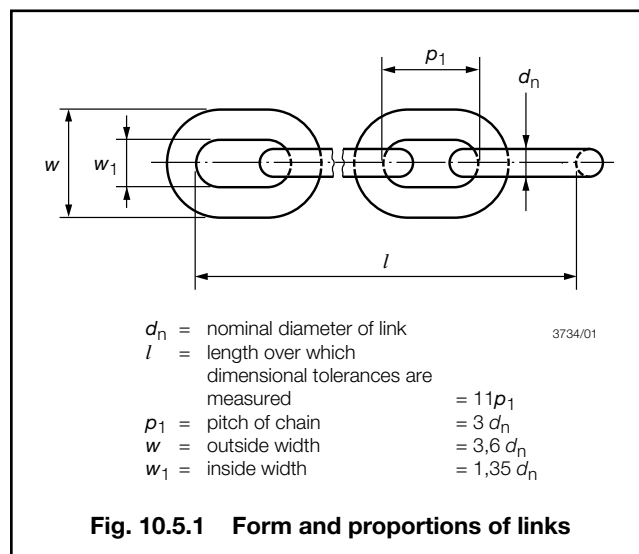 p1
dn
w
w1
l
dn = nominal diameter of link
3734/01
l = length over which
dimensional tolerances are
measured = 11p1
p1 = pitch of chain = 3 dn
w = outside width = 3,6 dn
w1 = inside width = 1,35 dn
Fig. 10.5.1 Form and proportions of links